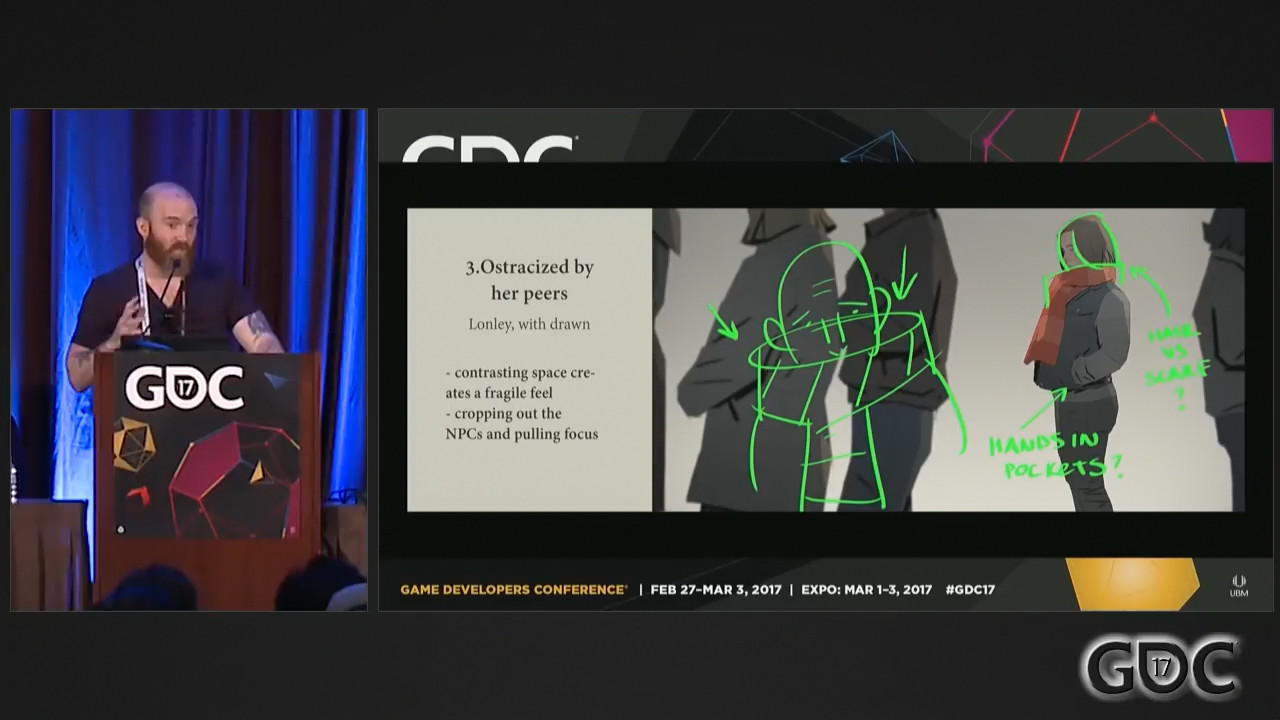 GDC
17
GDC
3.Ostracized by
her peers
Lonley, with drawn
- contrasting space cre-
ates a fragile feel
- cropping out the
NPCs and pulling focus
HAIR
VS
SCARF
?
HANDS IN
POCKETS?
GAME DEVELOPERS CONFERENCE® | FEB 27–MAR 3, 2017 | EXPO: MAR 1–3, 2017 #GDC17
UBM
GDC
17